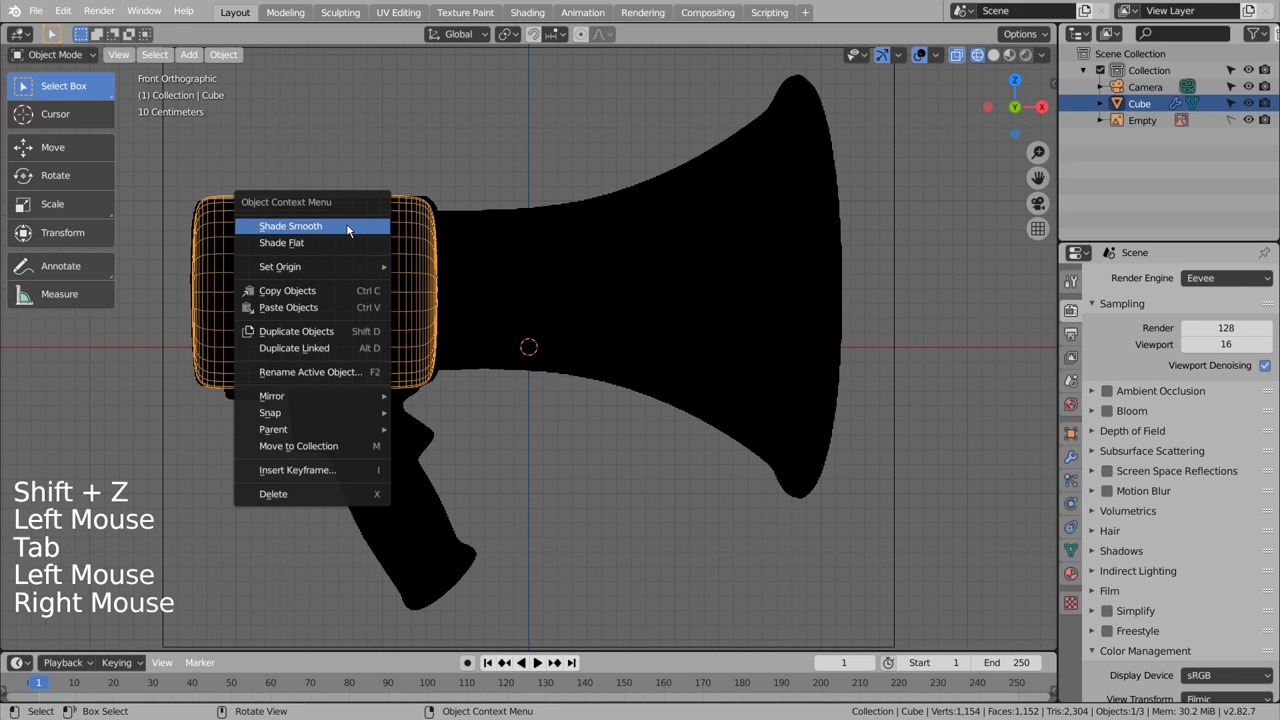 File Edit Render Window Help Layout Modeling Sculpting UV Editing Texture Paint Shading Animation Rendering Compositing Scripting + Scene View Layer
Global Options
Object Mode View Select Add Object
Select Box
Cursor
Move
Rotate
Scale
Transform
Annotate
Measure
Front Orthographic
(1) Collection | Cube
10 Centimeters
Z
Y
X
Object Context Menu
Shade Smooth
Shade Flat
Set Origin
Copy Objects Ctrl C
Paste Objects Ctrl V
Duplicate Objects Shift D
Duplicate Linked Alt D
Rename Active Object... F2
Mirror
Snap
Parent
Move to Collection M
Insert Keyframe... I
Delete X
Shift + Z
Left Mouse
Tab
Left Mouse
Right Mouse
Scene Collection
Collection
Camera
Cube
Empty
Scene
Render Engine Eevee
Sampling
Render 128
Viewport 16
Viewport Denoising
Ambient Occlusion
Bloom
Depth of Field
Subsurface Scattering
Screen Space Reflections
Motion Blur
Volumetrics
Hair
Shadows
Indirect Lighting
Film
Simplify
Freestyle
Color Management
Display Device sRGB
View Transform Filmic
Playback Keying View Marker 1 Start 1 End 250
1 10 20 30 40 50 60 70 80 90 100 110 120 130 140 150 160 170 180 190 200 210 220 230 240 250
Select Box Select Rotate View Object Context Menu Collection | Cube | Verts:1,154 | Faces:1,152 | Tris:2,304 | Objects:1/3 | Mem: 30.2 MiB | v2.82.7